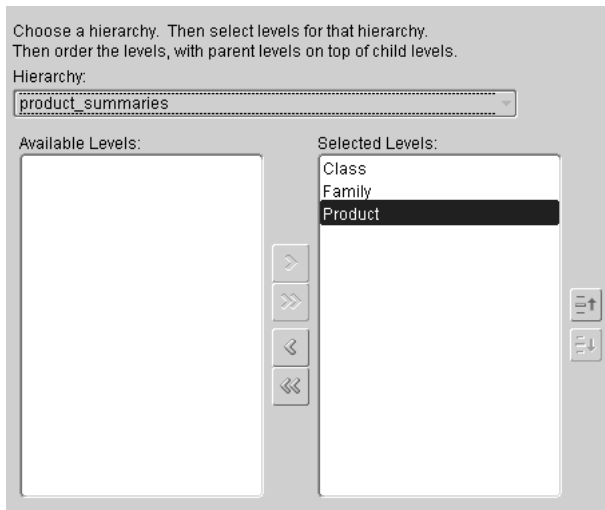 Choose a hierarchy.  Then select levels for that hierarchy.
Then order the levels, with parent levels on top of child levels.
Hierarchy:
product_summaries
Available Levels:
Selected Levels:
Class
Family
Product